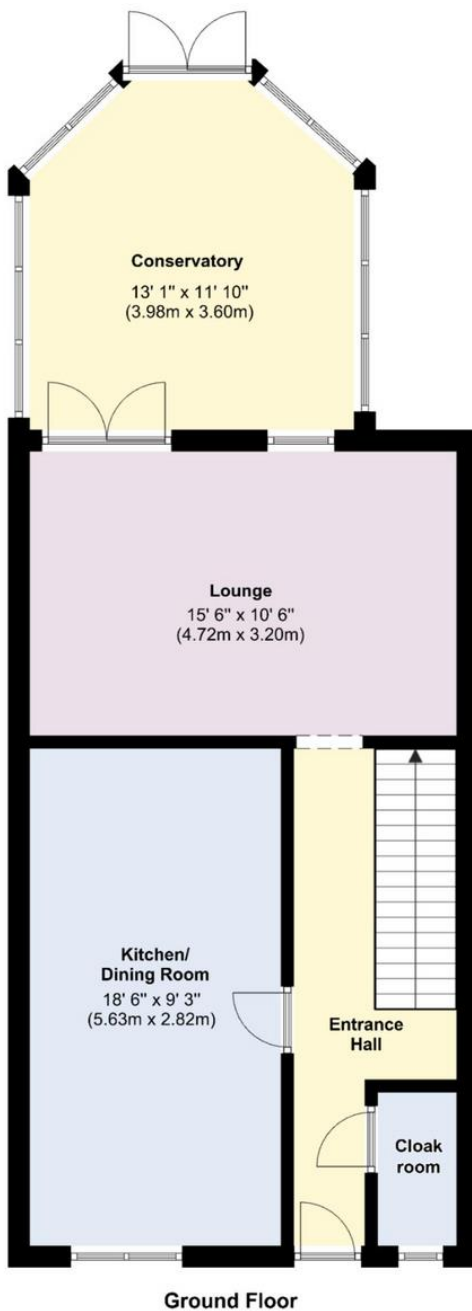 Conservatory
13' 1" x 11' 10"
(3.98m x 3.60m)
Lounge
15' 6" x 10' 6"
(4.72m x 3.20m)
Kitchen/
Dining Room
18' 6" x 9' 3"
(5.63m x 2.82m)
Entrance
Hall
Cloak
room
Ground Floor